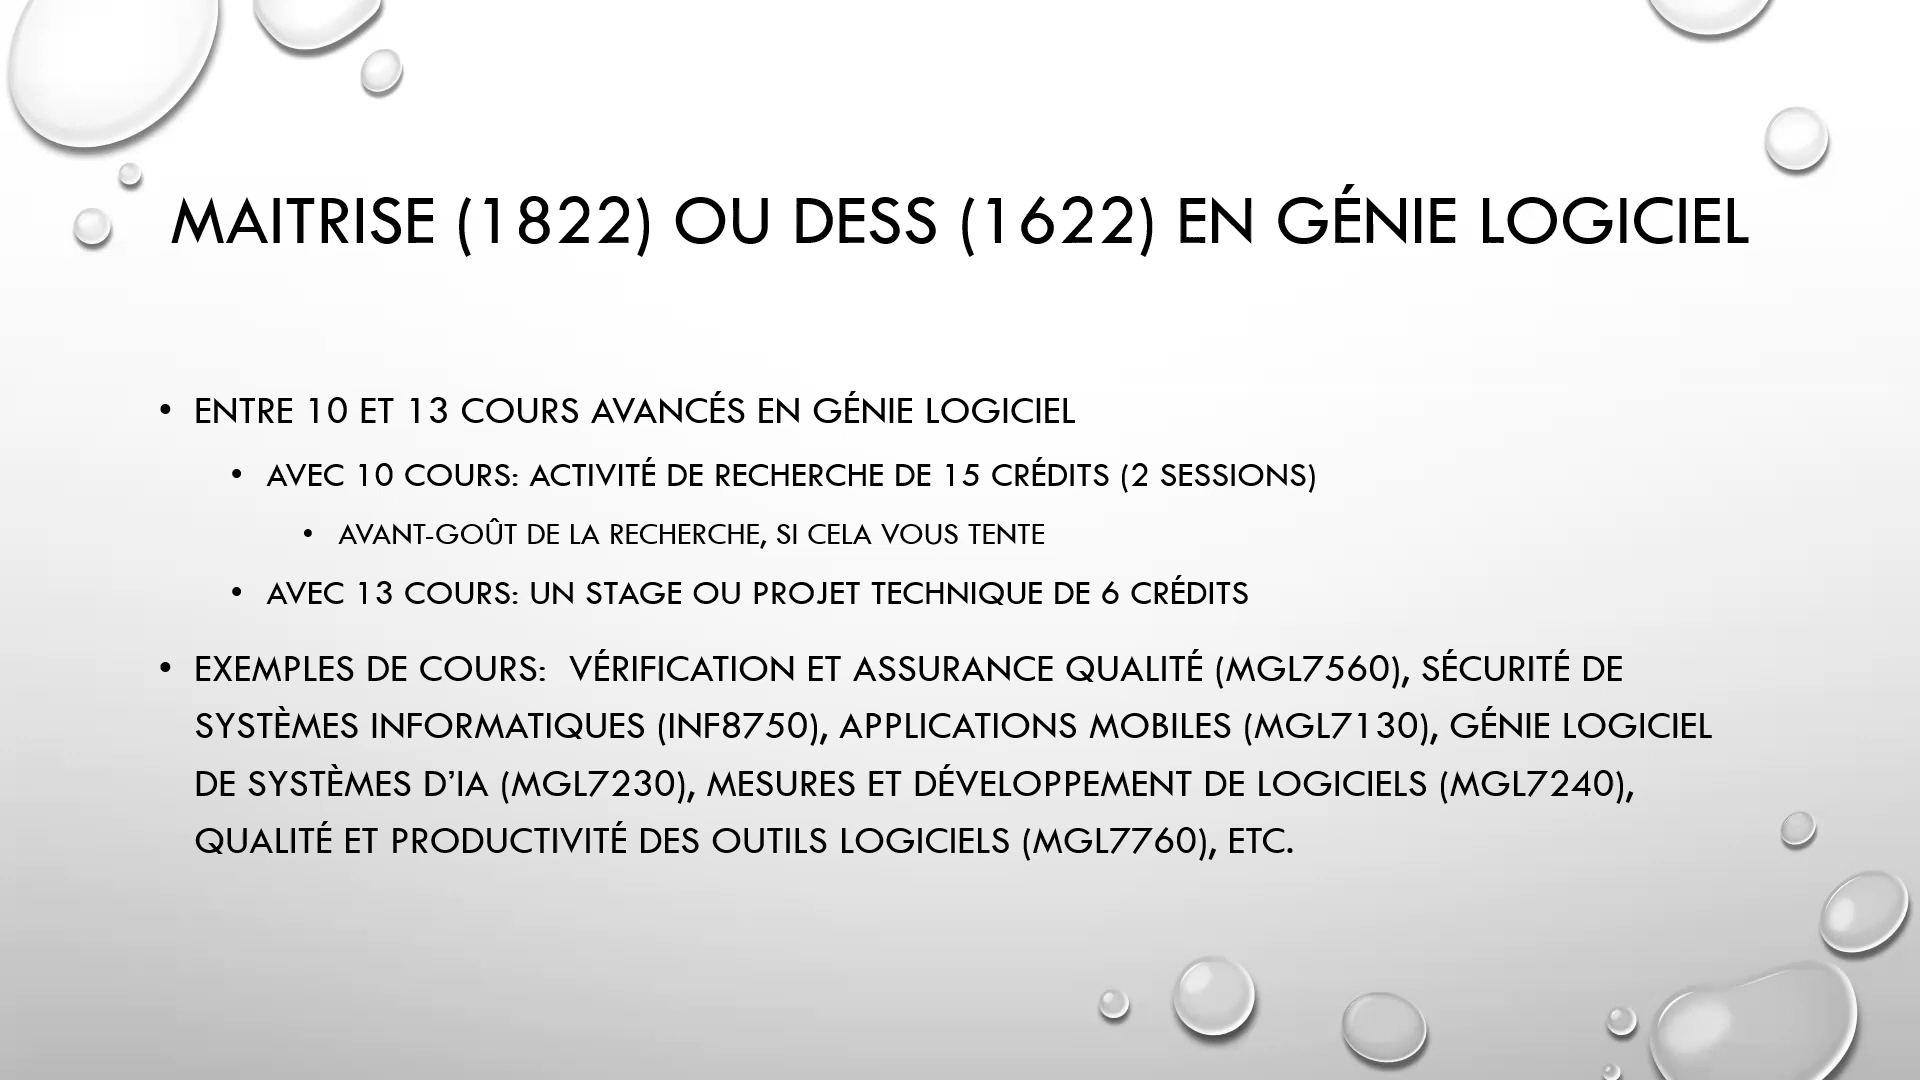 MAITRISE (1822) OU DESS (1622) EN GÉNIE LOGICIEL
• ENTRE 10 ET 13 COURS AVANCÉS EN GÉNIE LOGICIEL
• AVEC 10 COURS: ACTIVITÉ DE RECHERCHE DE 15 CRÉDITS (2 SESSIONS)
• AVANT-GOÛT DE LA RECHERCHE, SI CELA VOUS TENTE
• AVEC 13 COURS: UN STAGE OU PROJET TECHNIQUE DE 6 CRÉDITS
• EXEMPLES DE COURS: VÉRIFICATION ET ASSURANCE QUALITÉ (MGL7560), SÉCURITÉ DE
SYSTÈMES INFORMATIQUES (INF8750), APPLICATIONS MOBILES (MGL7130), GÉNIE LOGICIEL
DE SYSTÈMES D’IA (MGL7230), MESURES ET DÉVELOPPEMENT DE LOGICIELS (MGL7240),
QUALITÉ ET PRODUCTIVITÉ DES OUTILS LOGICIELS (MGL7760), ETC.